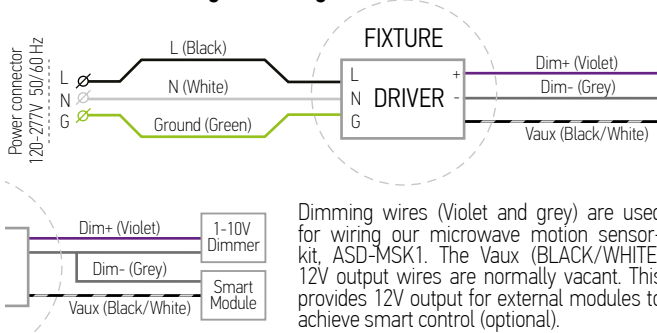 L (Black)
FIXTURE
Power connector
120-277V 50/60 Hz
L
N
G
N (White)
Ground (Green)
L
N
G
DRIVER
+
-
Dim+ (Violet)
Dim- (Grey)
Vaux (Black/White)
Dim+ (Violet)
Dim- (Grey)
Vaux (Black/White)
1-10V
Dimmer
Smart
Module
Dimming wires (Violet and grey) are used
for wiring our microwave motion sensor-
kit, ASD-MSK1. The Vaux (BLACK/WHITE
12V output wires are normally vacant. This
provides 12V output for external modules to
achieve smart control (optional).